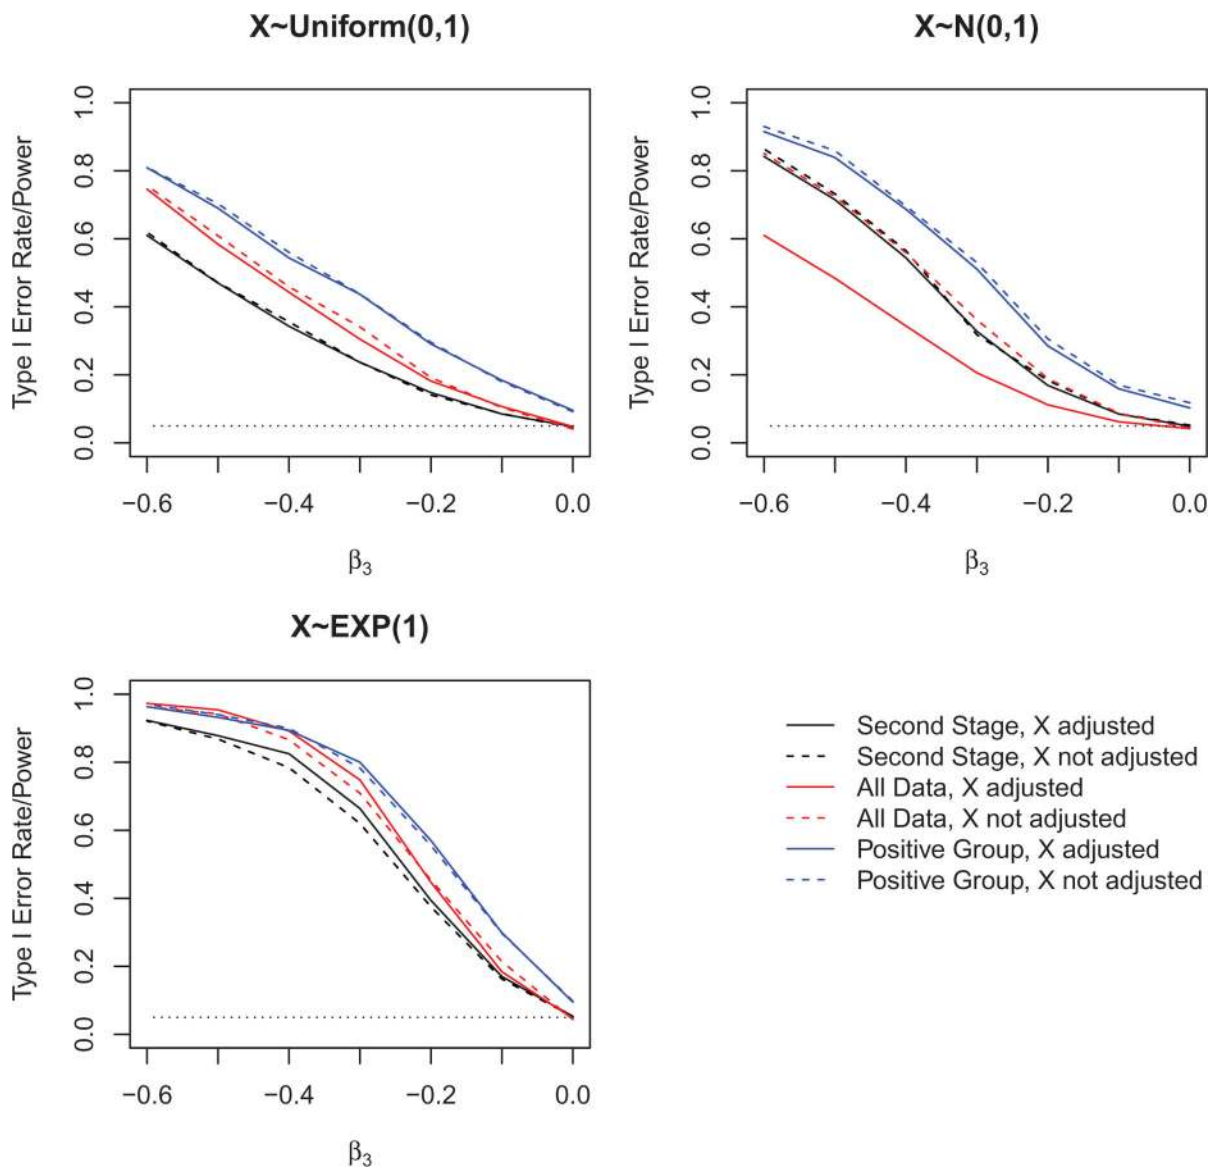 X~Uniform(0,1)
Type I Error Rate/Power
1.0
0.8
0.6
0.4
0.2
0.0
−0.6 −0.4 −0.2 0.0
β3
X~N(0,1)
Type I Error Rate/Power
1.0
0.8
0.6
0.4
0.2
0.0
−0.6 −0.4 −0.2 0.0
β3
X~EXP(1)
Type I Error Rate/Power
1.0
0.8
0.6
0.4
0.2
0.0
−0.6 −0.4 −0.2 0.0
β3
Second Stage, X adjusted
Second Stage, X not adjusted
All Data, X adjusted
All Data, X not adjusted
Positive Group, X adjusted
Positive Group, X not adjusted